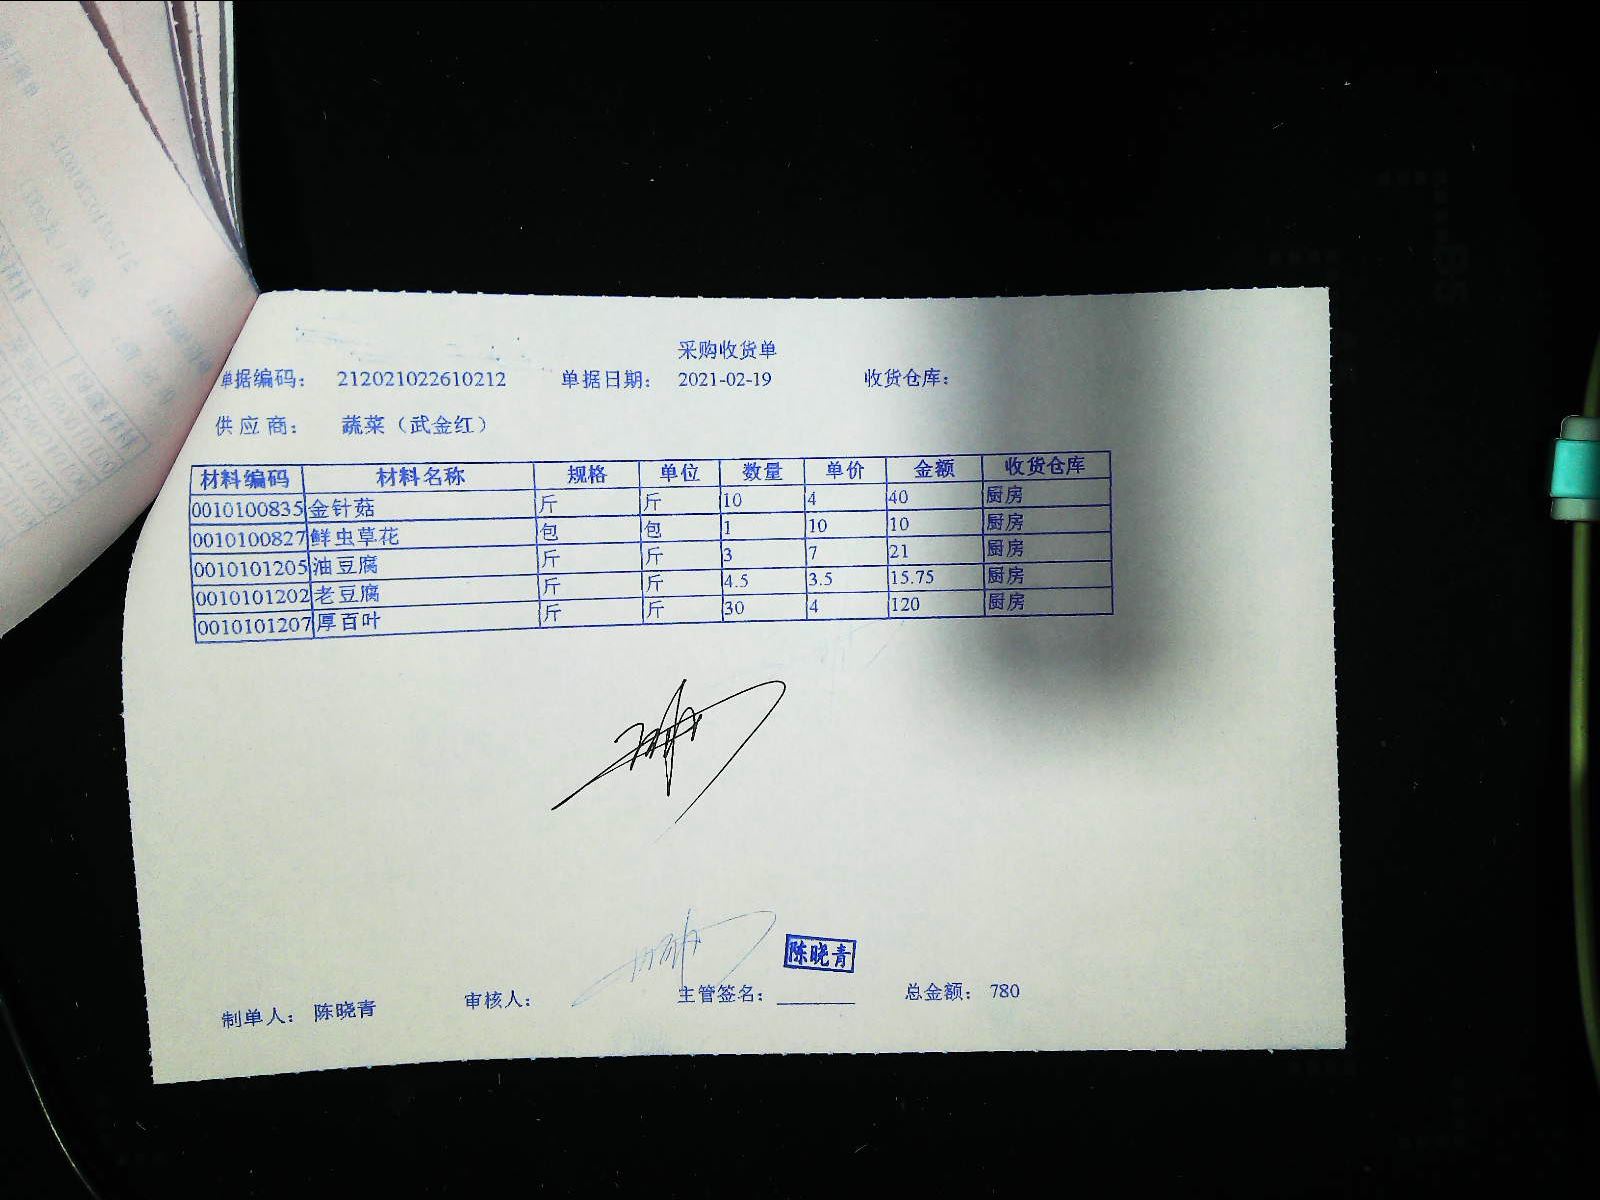 采购收货单
单据编码: 212021022610212 单据日期: 2021-02-19 收货仓库:
供应商: 蔬菜（武金红）
材料编码 材料名称 规格 单位 数量 单价 金额 收货仓库
0010100835 金针菇 斤 斤 10 4 40 厨房
0010100827 鲜虫草花 包 包 1 10 10 厨房
0010101205 油豆腐 斤 斤 3 7 21 厨房
0010101202 老豆腐 斤 斤 4.5 3.5 15.75 厨房
0010101207 厚百叶 斤 斤 30 4 120 厨房
陈晓青
制单人: 陈晓青 审核人: 主管签名: 总金额: 780